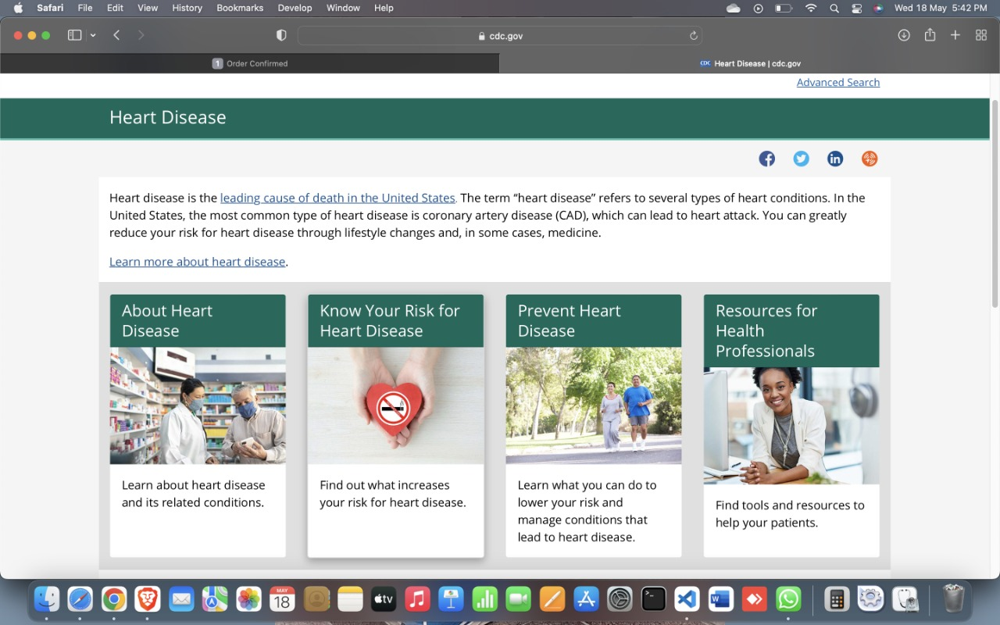 Safari File Edit View History Bookmarks Develop Window Help Wed 18 May 5:42 PM
cdc.gov
1 Order Confirmed
CDC Heart Disease | cdc.gov
Advanced Search
Heart Disease
Heart disease is the leading cause of death in the United States. The term “heart disease” refers to several types of heart conditions. In the
United States, the most common type of heart disease is coronary artery disease (CAD), which can lead to heart attack. You can greatly
reduce your risk for heart disease through lifestyle changes and, in some cases, medicine.
Learn more about heart disease.
About Heart
Disease
Learn about heart disease
and its related conditions.
Know Your Risk for
Heart Disease
Find out what increases
your risk for heart disease.
Prevent Heart
Disease
Learn what you can do to
lower your risk and
manage conditions that
lead to heart disease.
Resources for
Health
Professionals
Find tools and resources to
help your patients.
MAY
18
tv
W